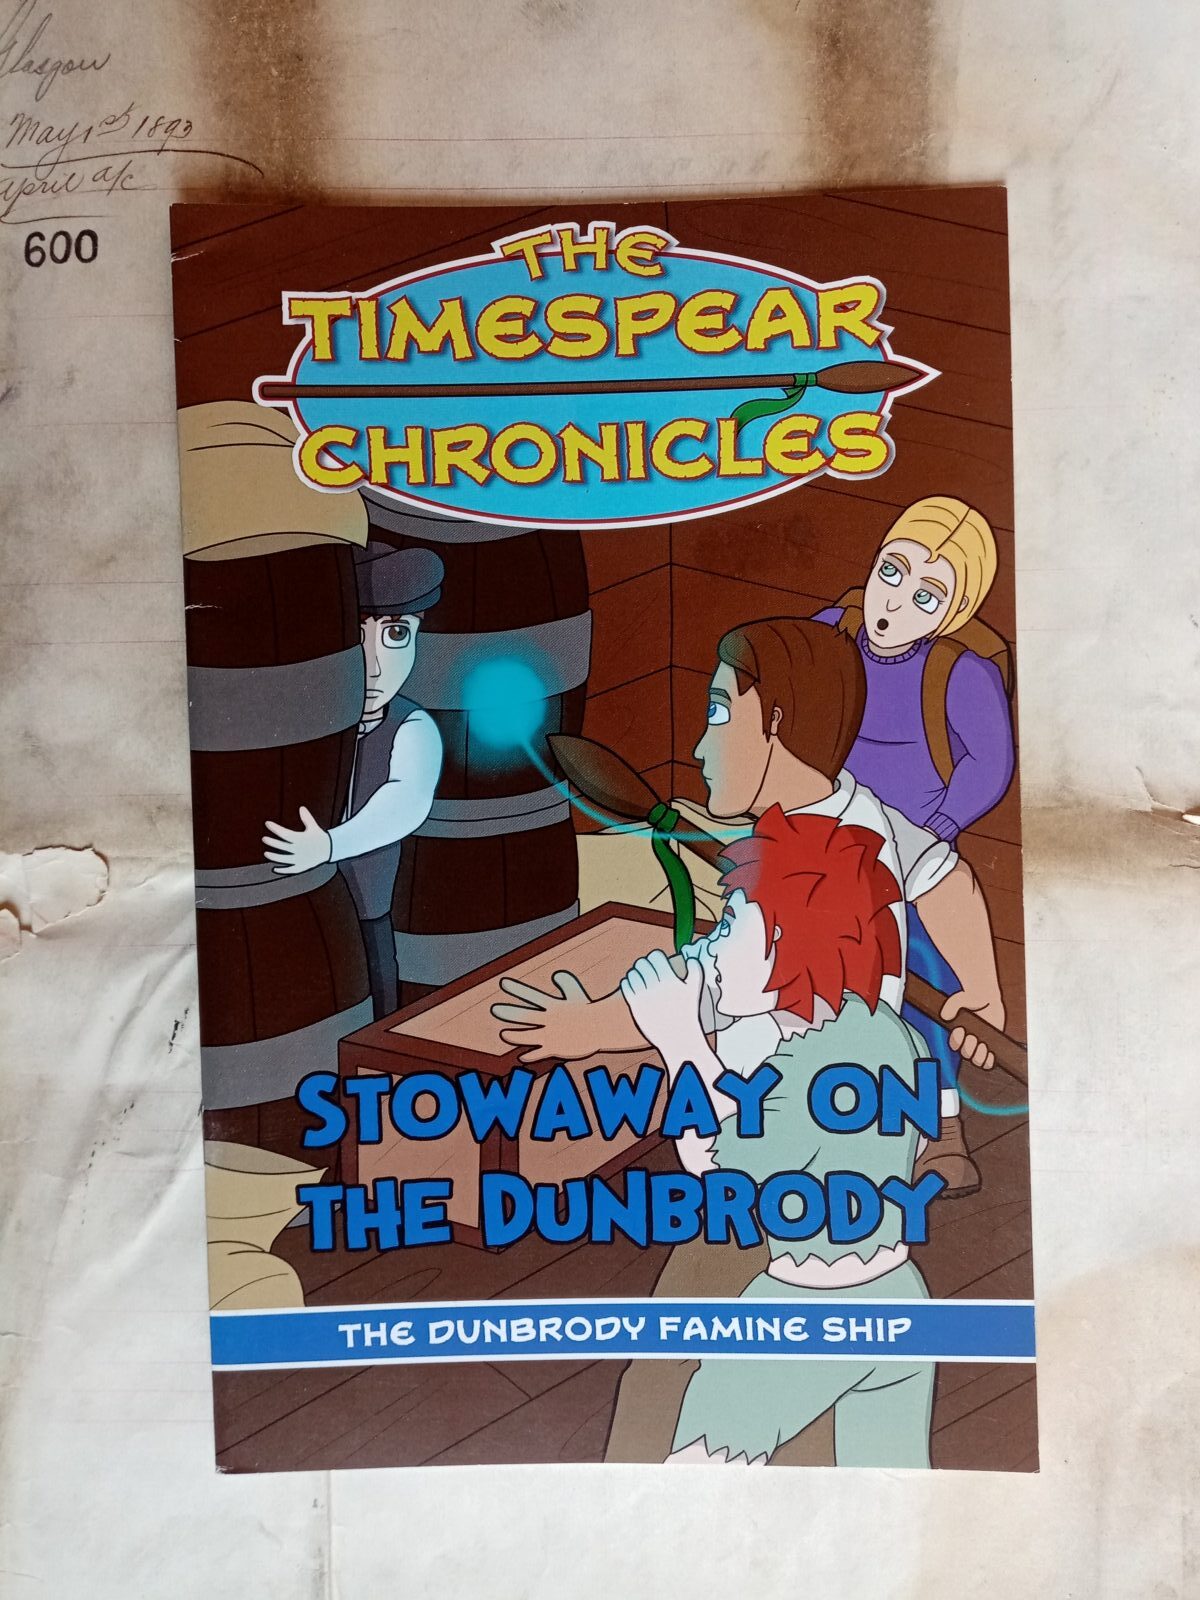 Glasgow
May 1st 1893
April a/c
600
THE
TIMESPEAR
CHRONICLES
STOWAWAY ON
THE DUNBRODY
THE DUNBRODY FAMINE SHIP